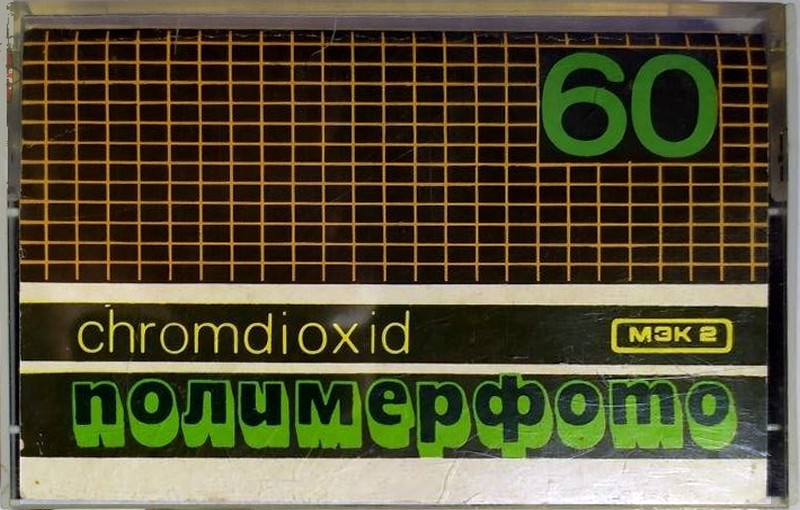 60
chromdioxid
МЭК 2
полимерфото